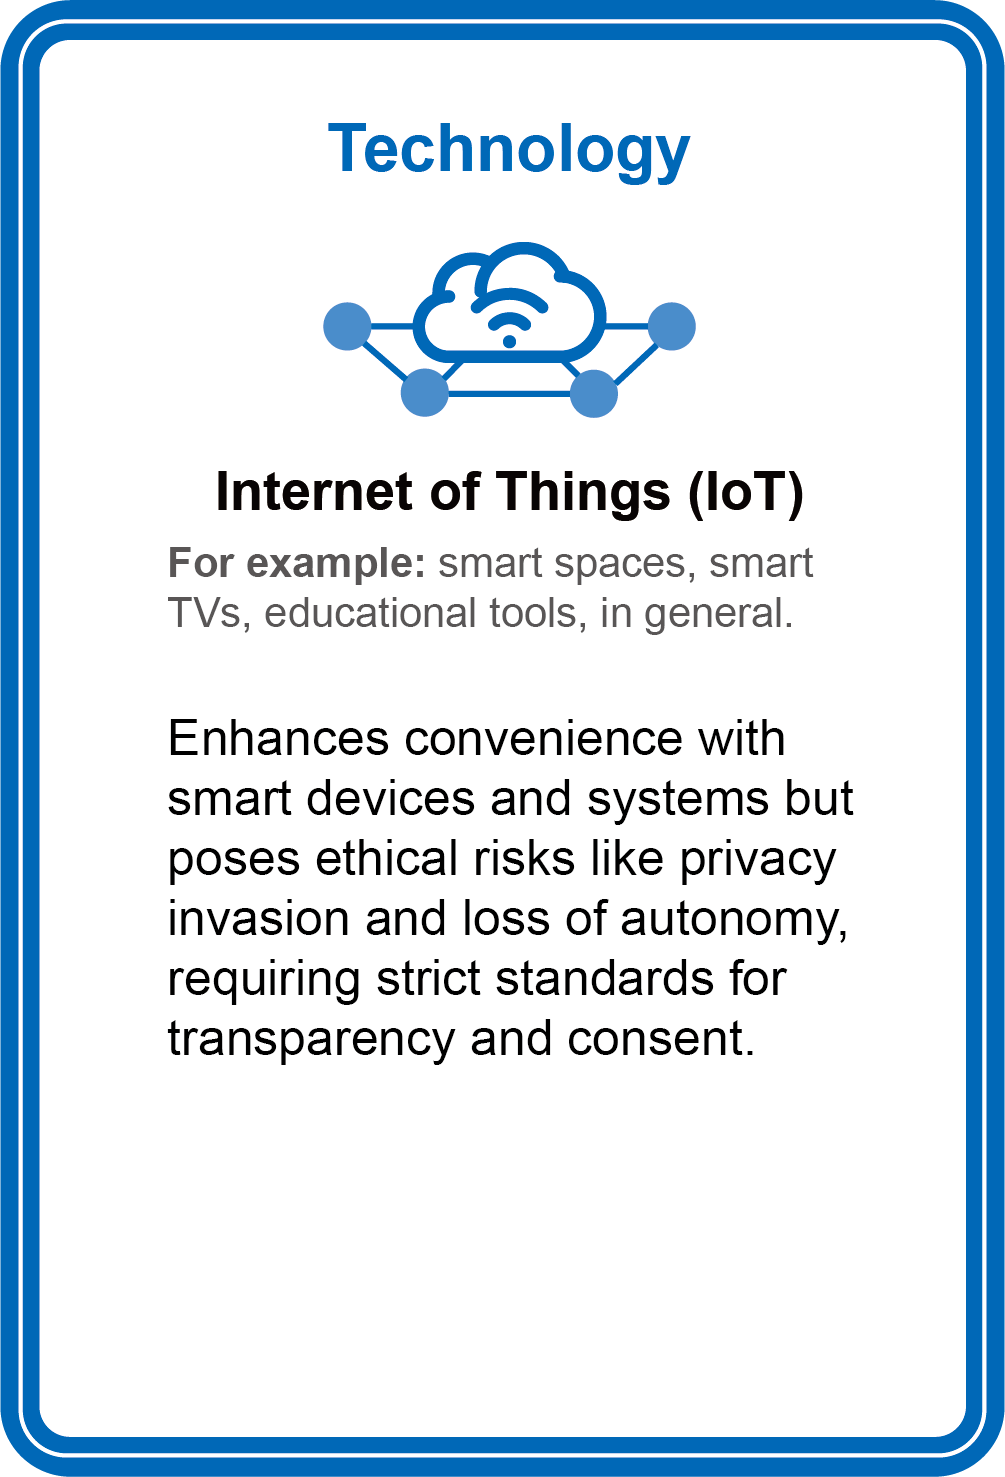 Technology
Internet of Things (IoT)
For example: smart spaces, smart
TVs, educational tools, in general.
Enhances convenience with
smart devices and systems but
poses ethical risks like privacy
invasion and loss of autonomy,
requiring strict standards for
transparency and consent.